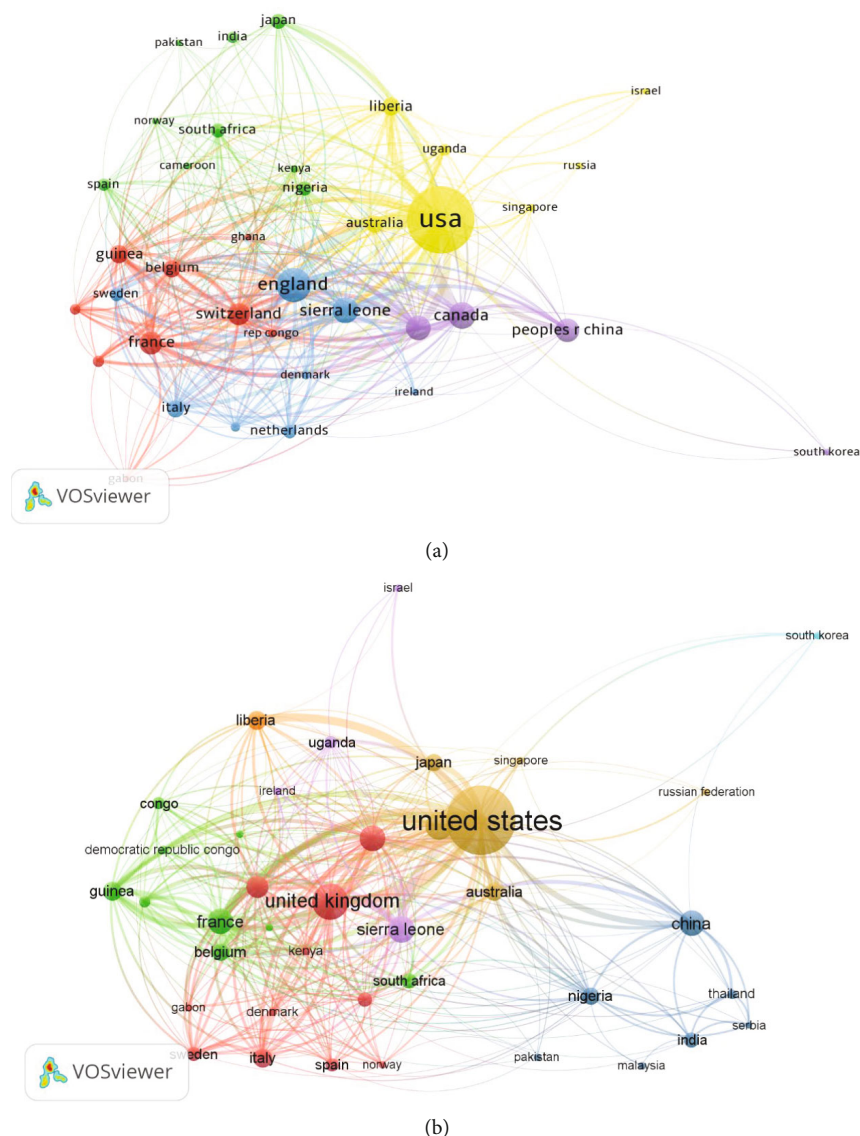 japan
pakistan
india
israel
liberia
norway
south africa
uganda
cameroon
kenya
russia
spain
nigeria
singapore
usa
australia
ghana
guinea
belgium
england
sweden
switzerland
sierra leone
canada
peoples r china
rep congo
france
denmark
ireland
italy
netherlands
south korea
gabon
VOSviewer
(a)
israel
south korea
liberia
uganda
japan
singapore
ireland
russian federation
congo
united states
democratic republic congo
guinea
united kingdom
australia
france
sierra leone
china
belgium
kenya
south africa
nigeria
thailand
gabon
denmark
serbia
india
sweden
italy
spain
norway
pakistan
malaysia
VOSviewer
(b)